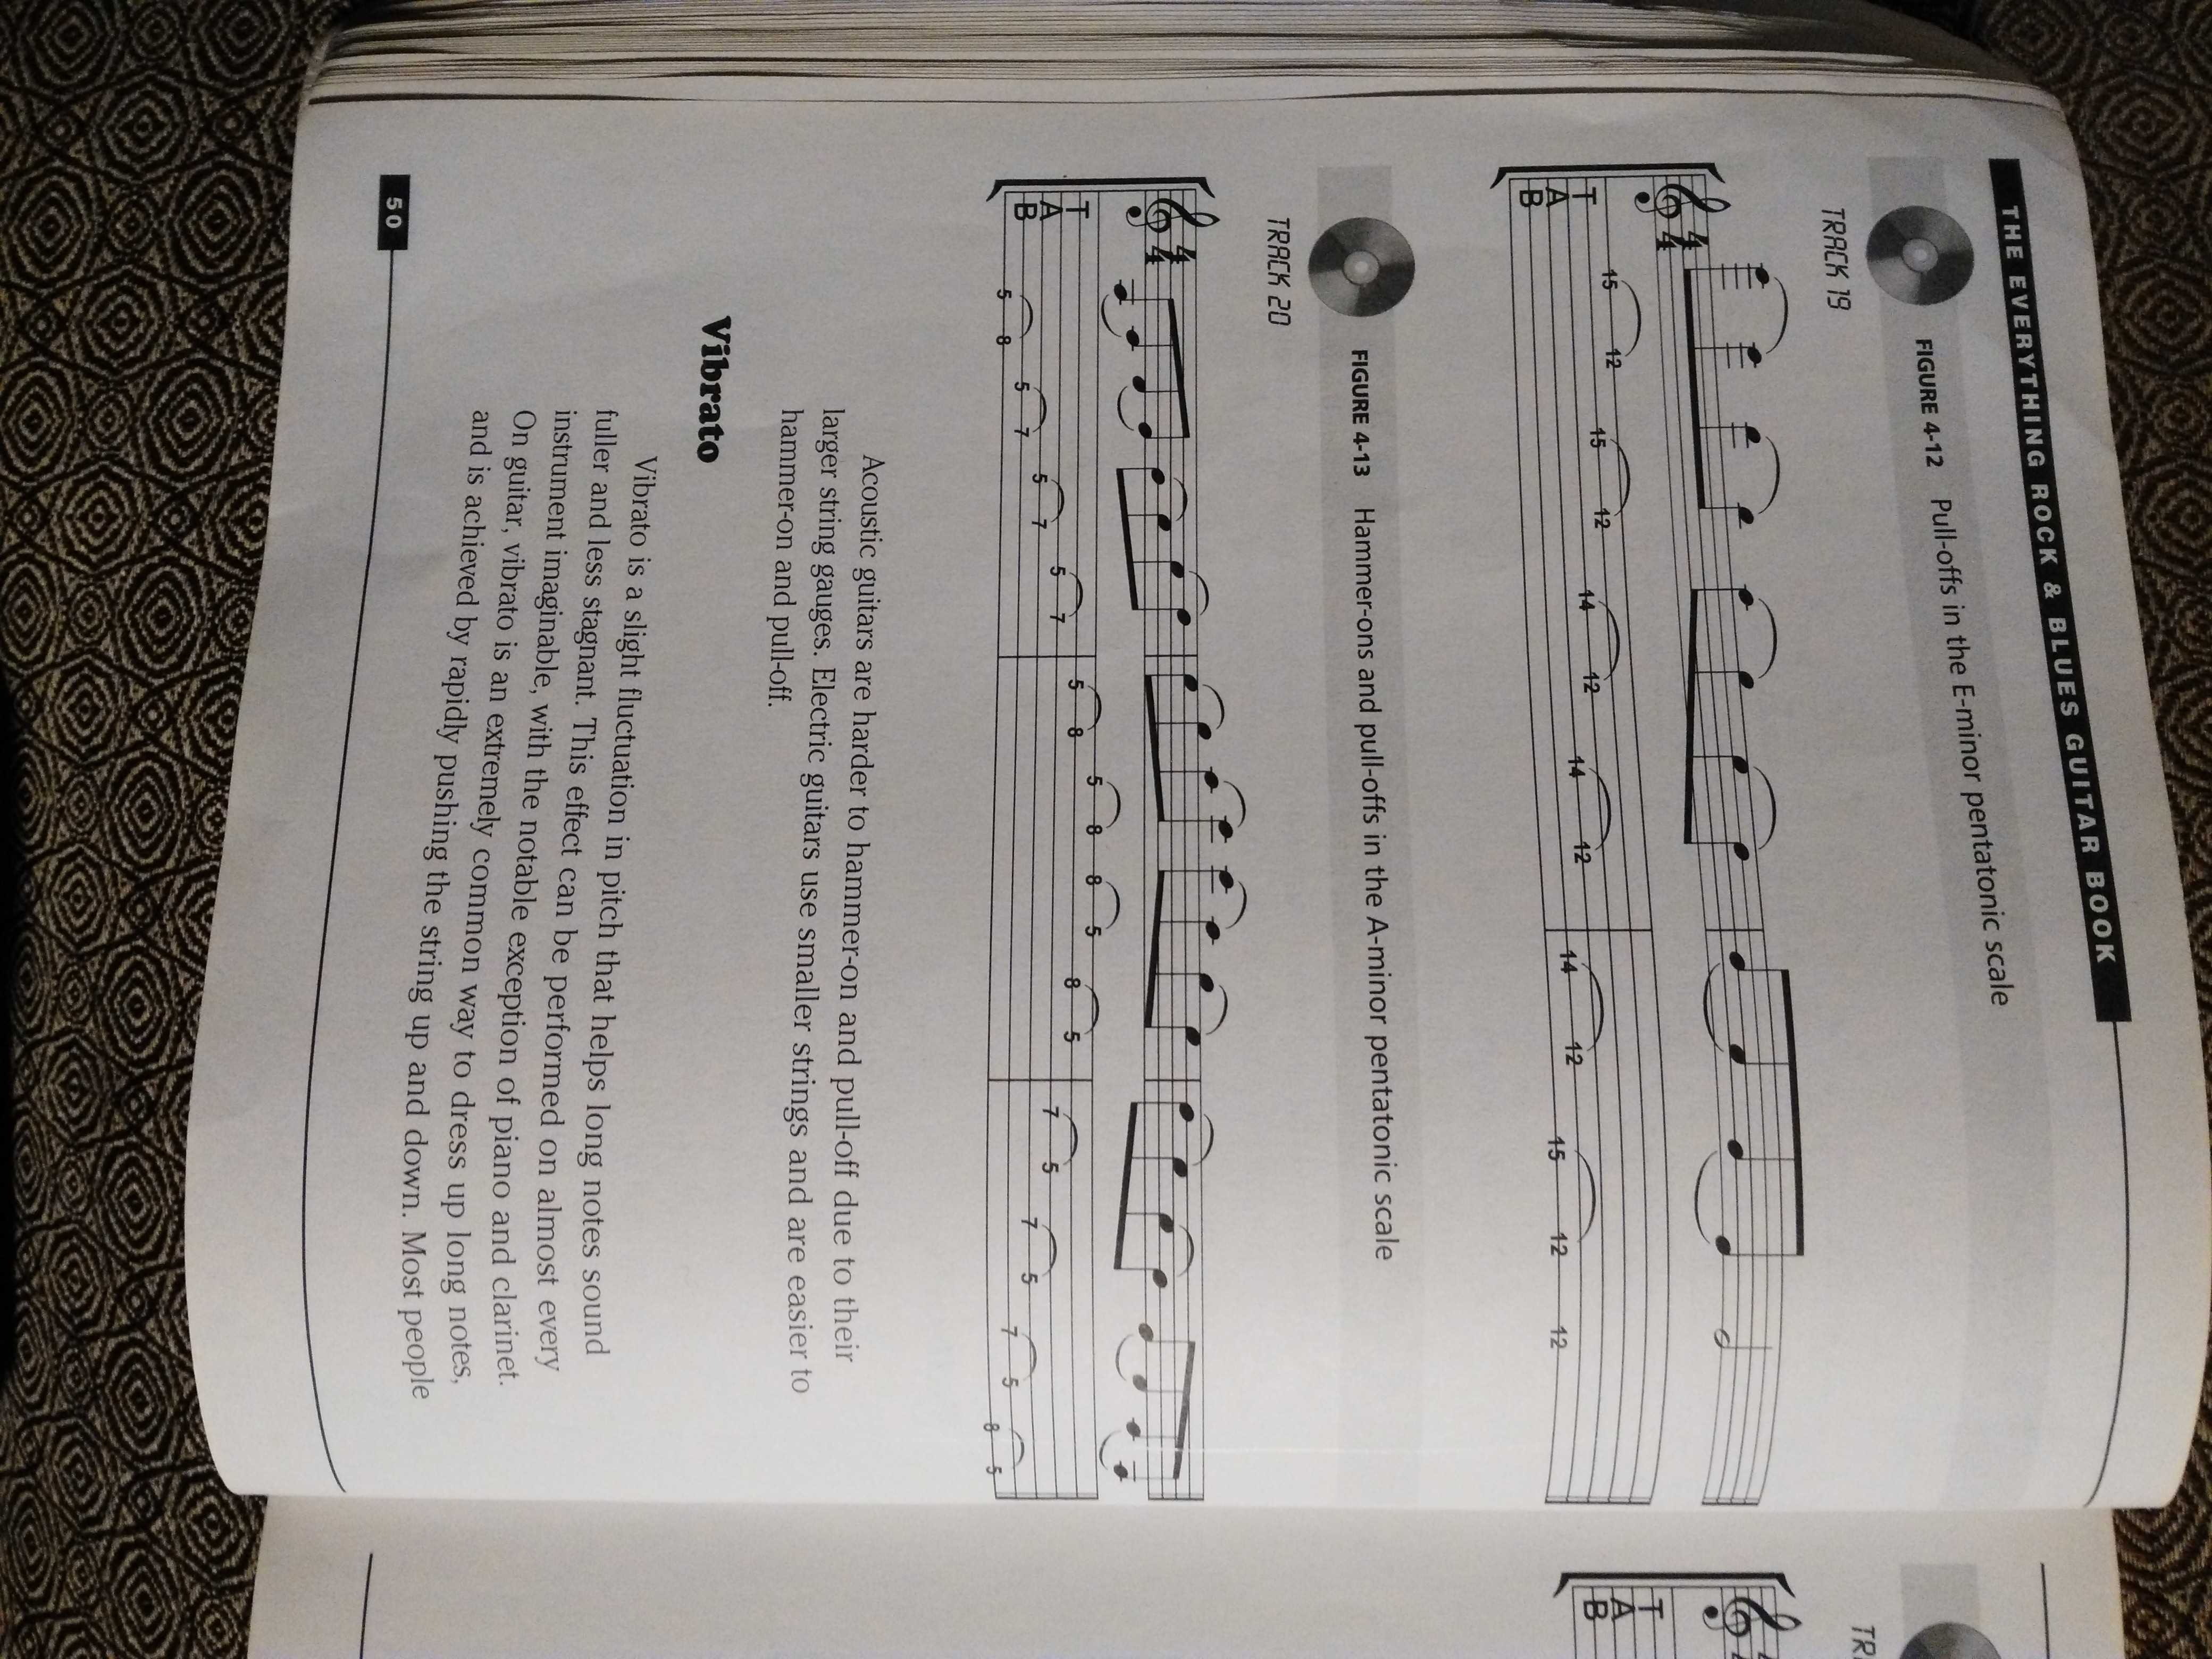 THE EVERYTHING ROCK & BLUES GUITAR BOOK
FIGURE 4-12 Pull-offs in the E-minor pentatonic scale
TRACK 19
4
4
T
A
B
15 12 15 12 14 12 14 12 14 12 15 12 12
FIGURE 4-13 Hammer-ons and pull-offs in the A-minor pentatonic scale
TRACK 20
4
4
T
A
B
5 8 5 7 5 7 5 7 5 8 5 8 8 5 8 5 7 5 7 5 7 5 8 5
Acoustic guitars are harder to hammer-on and pull-off due to their
larger string gauges. Electric guitars use smaller strings and are easier to
hammer-on and pull-off.
Vibrato
Vibrato is a slight fluctuation in pitch that helps long notes sound
fuller and less stagnant. This effect can be performed on almost every
instrument imaginable, with the notable exception of piano and clarinet.
On guitar, vibrato is an extremely common way to dress up long notes,
and is achieved by rapidly pushing the string up and down. Most people
50
TR
T
A
B